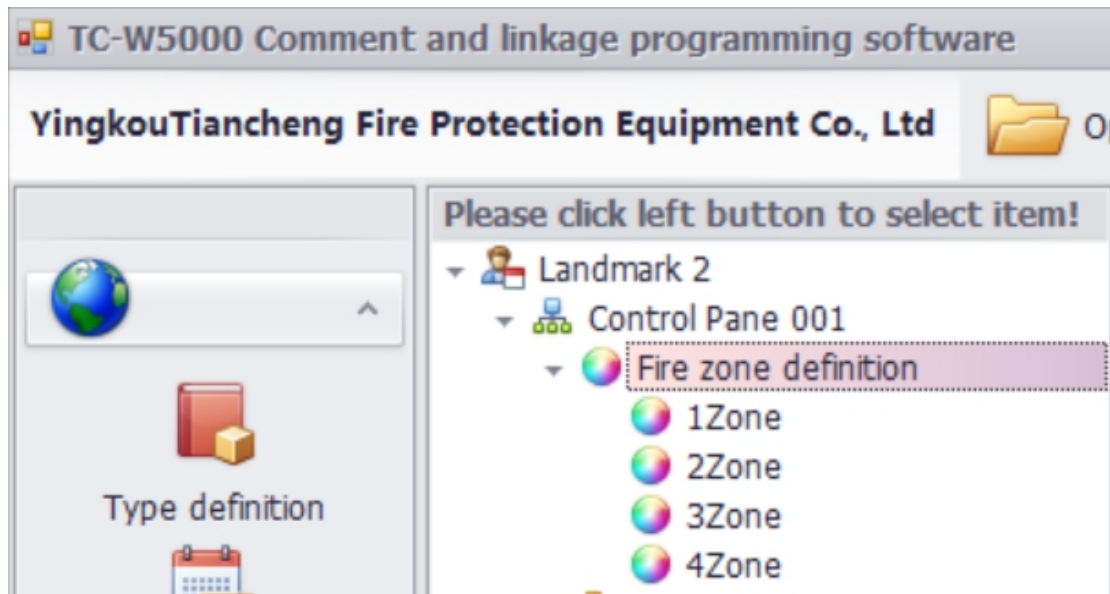 TC-W5000 Comment and linkage programming software
YingkouTiancheng Fire Protection Equipment Co., Ltd
Please click left button to select item!
Landmark 2
Control Pane 001
Fire zone definition
1Zone
2Zone
3Zone
4Zone
Type definition